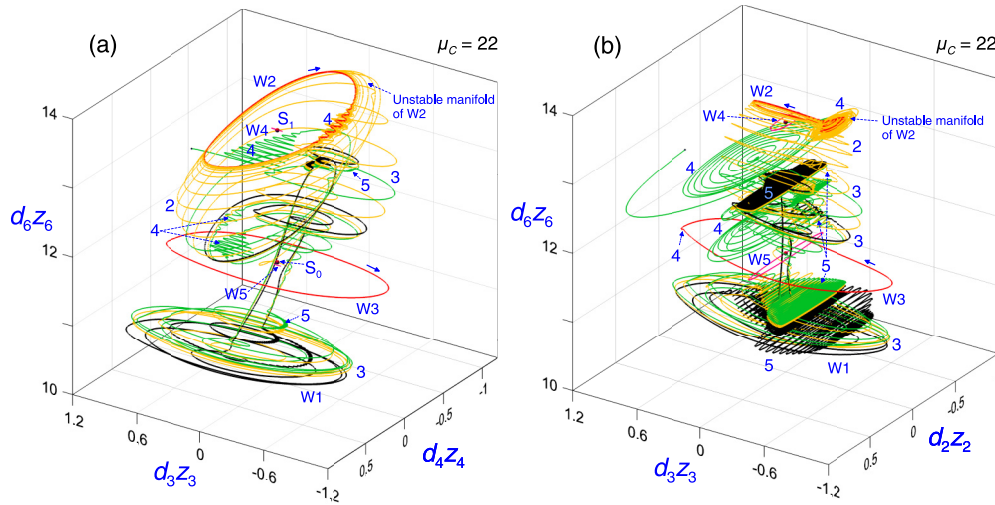 (a)
μC = 22
W2
Unstable manifold
of W2
14
W4
S1
4
4
5
3
2
4
d6z6
12
S0
W5
W3
5
3
W1
10
1.2
0.6
0
-0.6
-1.2
d3z3
0.5
0
-0.5
-1
d4z4
(b)
μC = 22
W2
4
14
W4
Unstable manifold
of W2
2
4
5
3
d6z6
4
12
4
W5
5
W3
3
5
W1
10
1.2
0.6
0
-0.6
-1.2
d3z3
0.5
0
-0.5
-1
d2z2